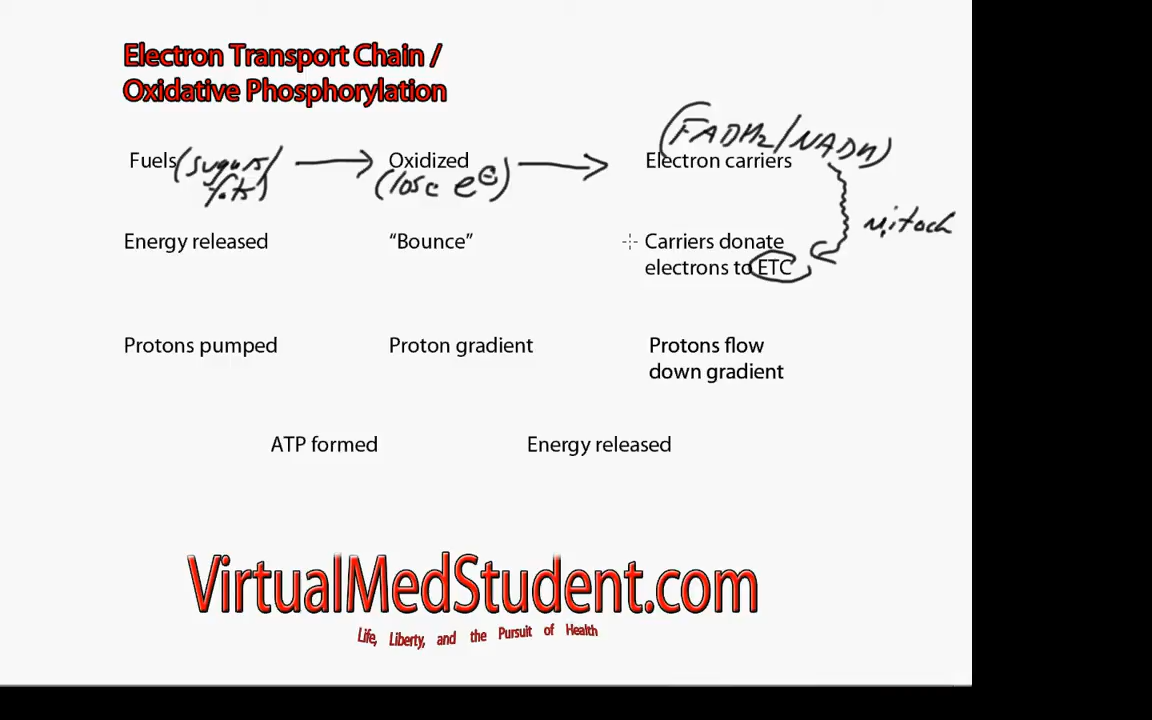 Electron Transport Chain /
Oxidative Phosphorylation
(FADH2/NADH)
Fuels (sugars/ Oxidized Electron carriers
fats) (lose e⊖)
mitoch
Energy released "Bounce" Carriers donate
electrons to ETC
Protons pumped Proton gradient Protons flow
down gradient
ATP formed Energy released
VirtualMedStudent.com
Life, Liberty, and the Pursuit of Health